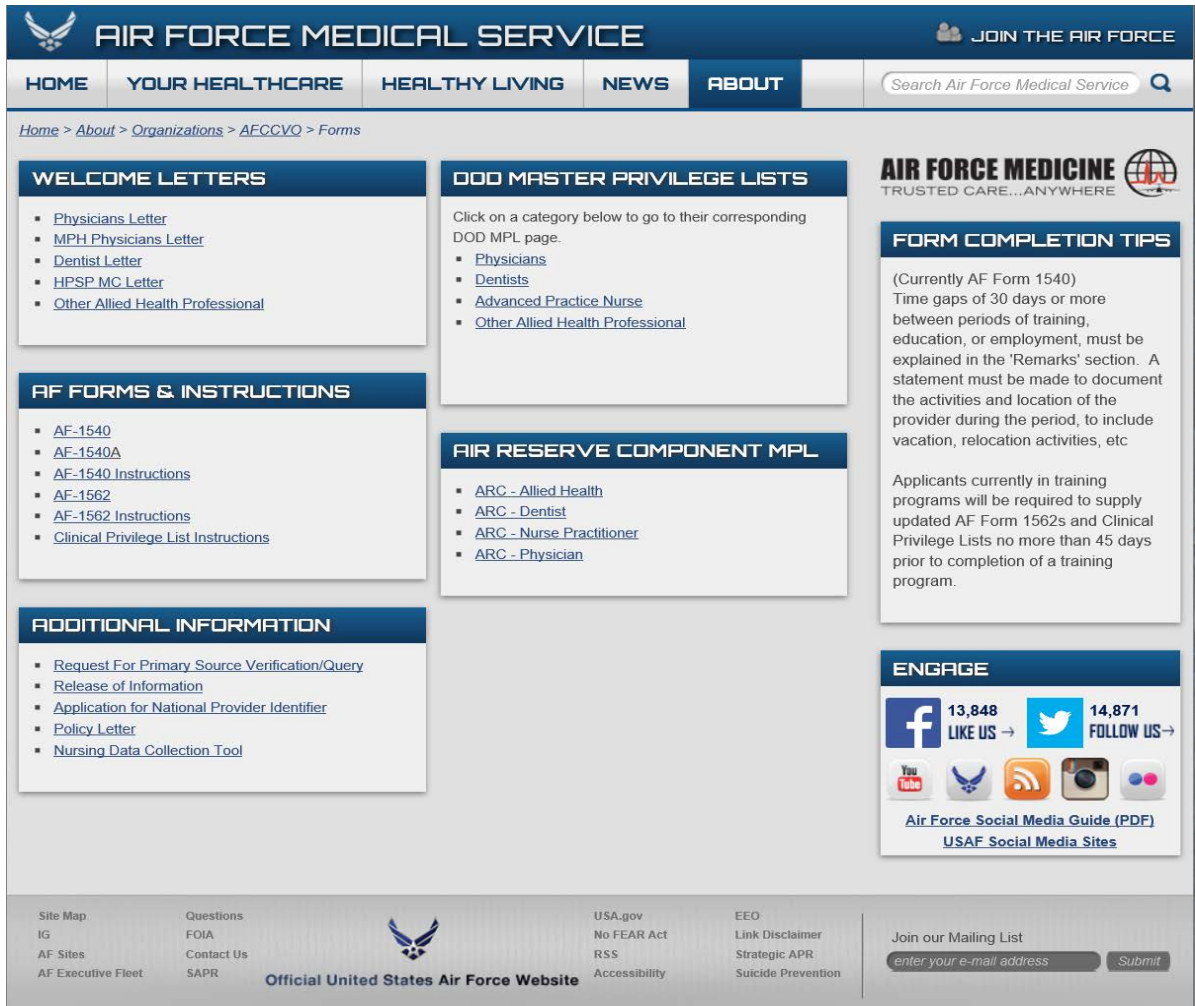 AIR FORCE MEDICAL SERVICE
JOIN THE AIR FORCE
HOME
YOUR HEALTHCARE
HEALTHY LIVING
NEWS
ABOUT
Search Air Force Medical Service
Home > About > Organizations > AFCCVO > Forms
WELCOME LETTERS
Physicians Letter
MPH Physicians Letter
Dentist Letter
HPSP MC Letter
Other Allied Health Professional
AF FORMS & INSTRUCTIONS
AF-1540
AF-1540A
AF-1540 Instructions
AF-1562
AF-1562 Instructions
Clinical Privilege List Instructions
ADDITIONAL INFORMATION
Request For Primary Source Verification/Query
Release of Information
Application for National Provider Identifier
Policy Letter
Nursing Data Collection Tool
DOD MASTER PRIVILEGE LISTS
Click on a category below to go to their corresponding
DOD MPL page.
Physicians
Dentists
Advanced Practice Nurse
Other Allied Health Professional
AIR RESERVE COMPONENT MPL
ARC - Allied Health
ARC - Dentist
ARC - Nurse Practitioner
ARC - Physician
AIR FORCE MEDICINE
TRUSTED CARE...ANYWHERE
FORM COMPLETION TIPS
(Currently AF Form 1540)
Time gaps of 30 days or more
between periods of training,
education, or employment, must be
explained in the 'Remarks' section. A
statement must be made to document
the activities and location of the
provider during the period, to include
vacation, relocation activities, etc
Applicants currently in training
programs will be required to supply
updated AF Form 1562s and Clinical
Privilege Lists no more than 45 days
prior to completion of a training
program.
ENGAGE
13,848
LIKE US →
14,871
FOLLOW US→
You
Tube
Air Force Social Media Guide (PDF)
USAF Social Media Sites
Site Map
IG
AF Sites
AF Executive Fleet
Questions
FOIA
Contact Us
SAPR
Official United States Air Force Website
USA.gov
No FEAR Act
RSS
Accessibility
EEO
Link Disclaimer
Strategic APR
Suicide Prevention
Join our Mailing List
enter your e-mail address
Submit